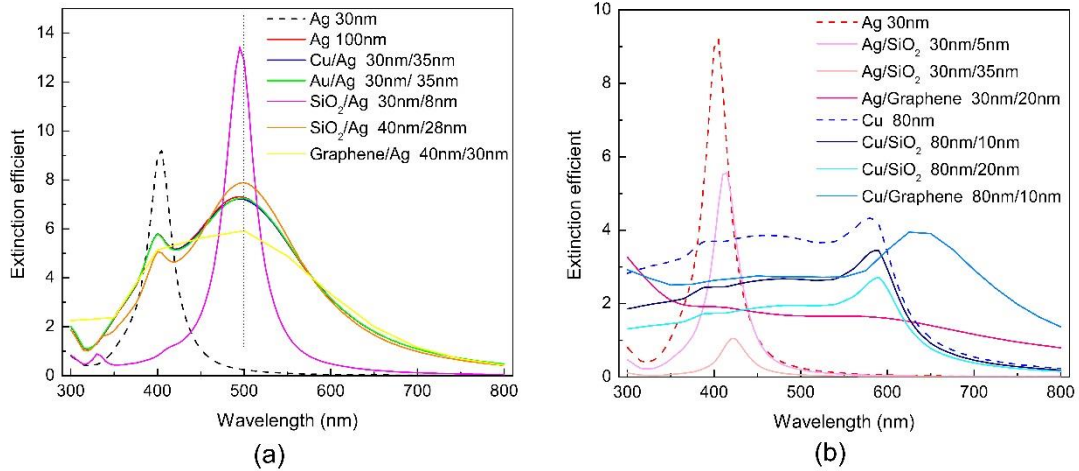 (a)
Extinction efficient
14
12
10
8
6
4
2
0
300
400
500
600
700
800
Wavelength (nm)
Ag 30nm
Ag 100nm
Cu/Ag 30nm/35nm
Au/Ag 30nm/ 35nm
SiO₂/Ag 30nm/8nm
SiO₂/Ag 40nm/28nm
Graphene/Ag 40nm/30nm
(a)
(b)
Extinction efficient
10
8
6
4
2
0
300
400
500
600
700
800
Wavelength (nm)
Ag 30nm
Ag/SiO₂ 30nm/5nm
Ag/SiO₂ 30nm/35nm
Ag/Graphene 30nm/20nm
Cu 80nm
Cu/SiO₂ 80nm/10nm
Cu/SiO₂ 80nm/20nm
Cu/Graphene 80nm/10nm
(b)